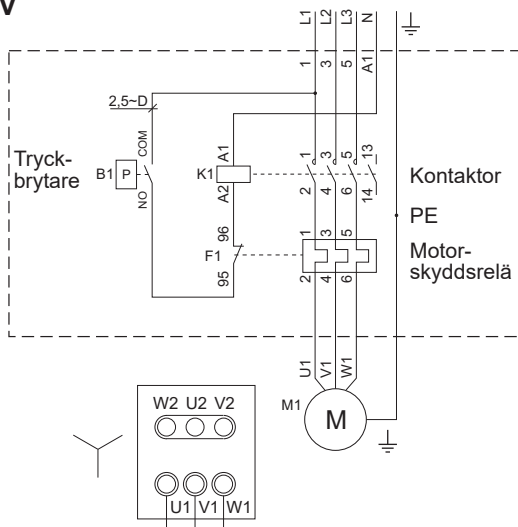 V
L1 L2 L3 N
1 3 5 A1
2,5~D
COM
Tryck-
brytare
B1 P
NO
K1
A1
A2
1 3 5 13
2 4 6 14
Kontaktor
PE
96
F1
95
1 3 5
2 4 6
Motor-
skyddsrelä
U1 V1 W1
M1
M
W2 U2 V2
U1 V1 W1